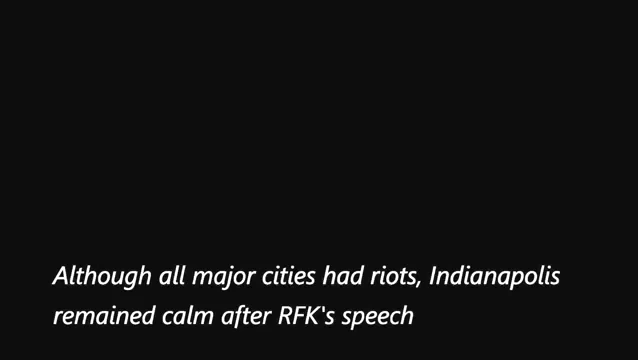 Although all major cities had riots, Indianapolis
remained calm after RFK's speech